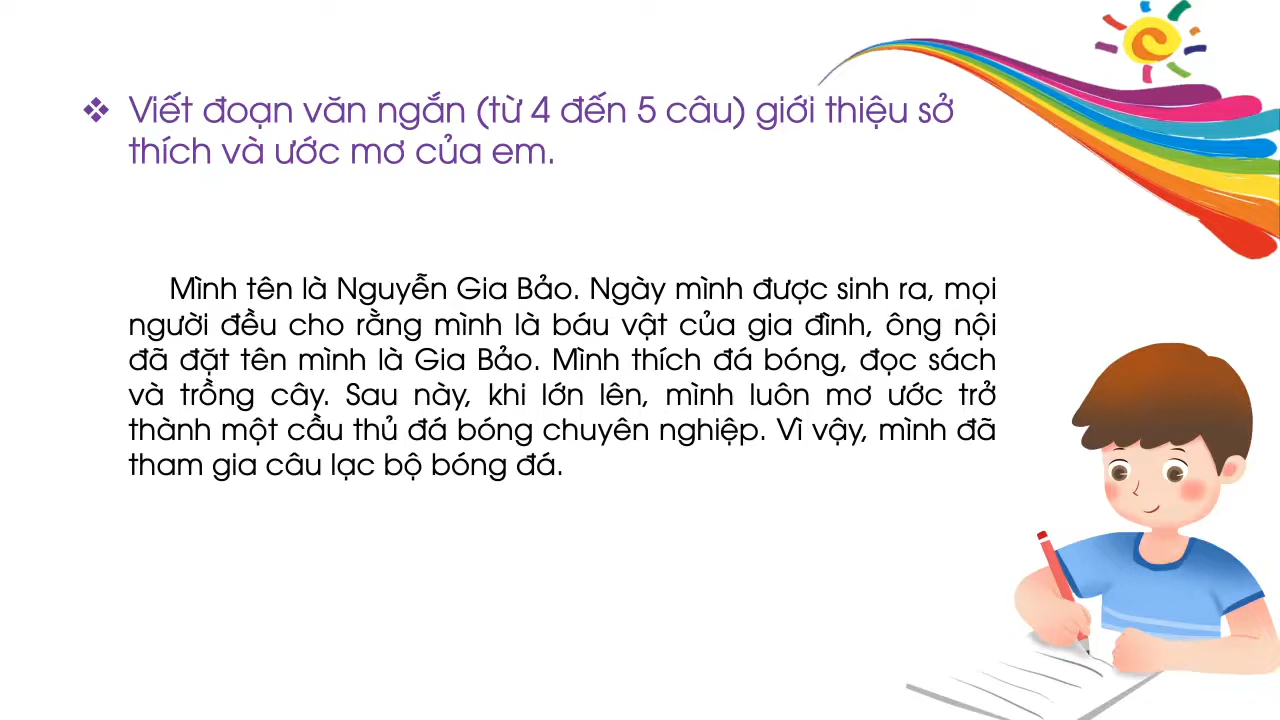 ❖ Viết đoạn văn ngắn (từ 4 đến 5 câu) giới thiệu sở
thích và ước mơ của em.
Mình tên là Nguyễn Gia Bảo. Ngày mình được sinh ra, mọi
người đều cho rằng mình là báu vật của gia đình, ông nội
đã đặt tên mình là Gia Bảo. Mình thích đá bóng, đọc sách
và trồng cây. Sau này, khi lớn lên, mình luôn mơ ước trở
thành một cầu thủ đá bóng chuyên nghiệp. Vì vậy, mình đã
tham gia câu lạc bộ bóng đá.